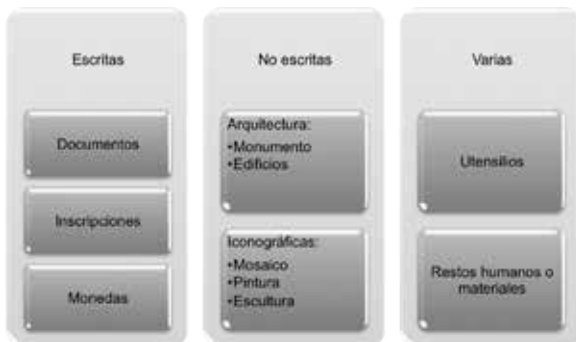 Escritas
Documentos
Inscripciones
Monedas
No escritas
Arquitectura:
•Monumento
•Edificios
Iconográficas:
•Mosaico
•Pintura
•Escultura
Varias
Utensilios
Restos humanos o
materiales